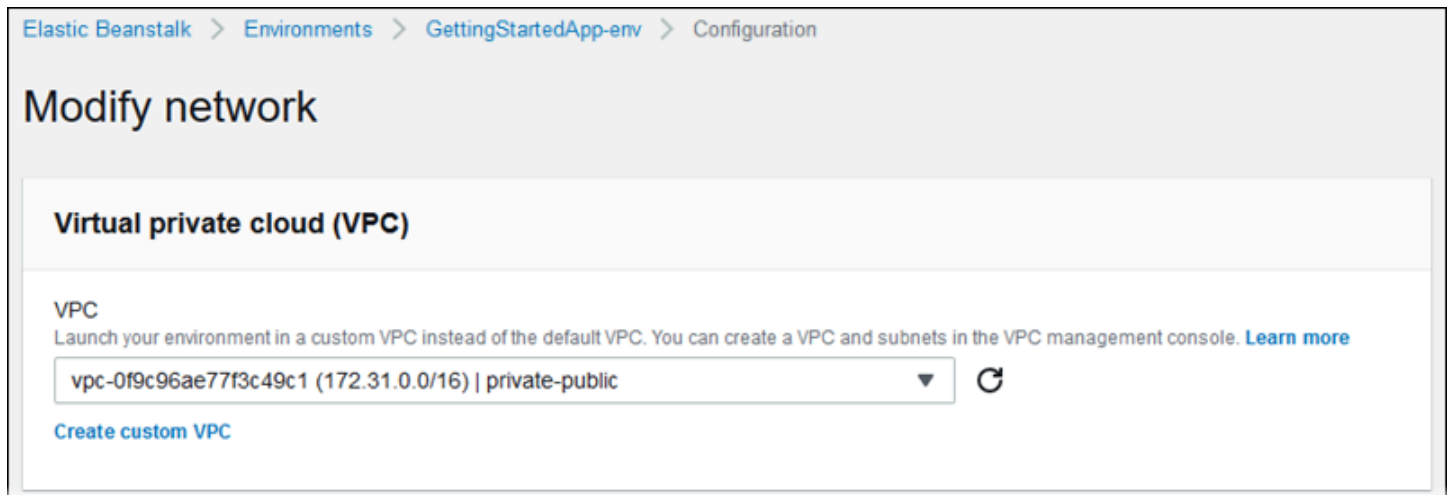 Elastic Beanstalk > Environments > GettingStartedApp-env > Configuration
Modify network
Virtual private cloud (VPC)
VPC
Launch your environment in a custom VPC instead of the default VPC. You can create a VPC and subnets in the VPC management console. Learn more
vpc-0f9c96ae77f3c49c1 (172.31.0.0/16) | private-public
Create custom VPC